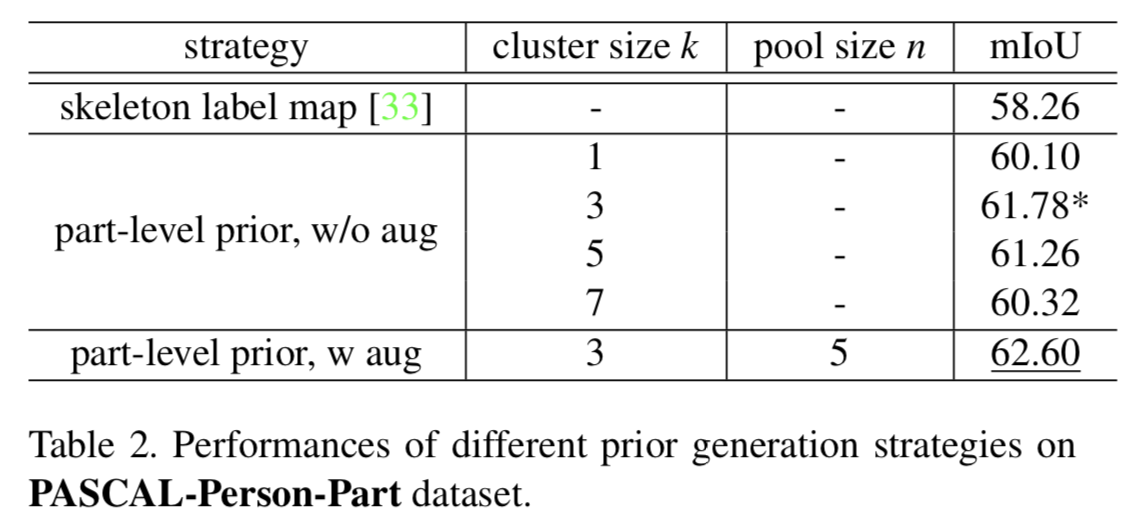 strategy cluster size k pool size n mIoU
skeleton label map [33] - - 58.26
1 - 60.10
3 - 61.78*
part-level prior, w/o aug
5 - 61.26
7 - 60.32
part-level prior, w aug 3 5 62.60
Table 2. Performances of different prior generation strategies on
PASCAL-Person-Part dataset.